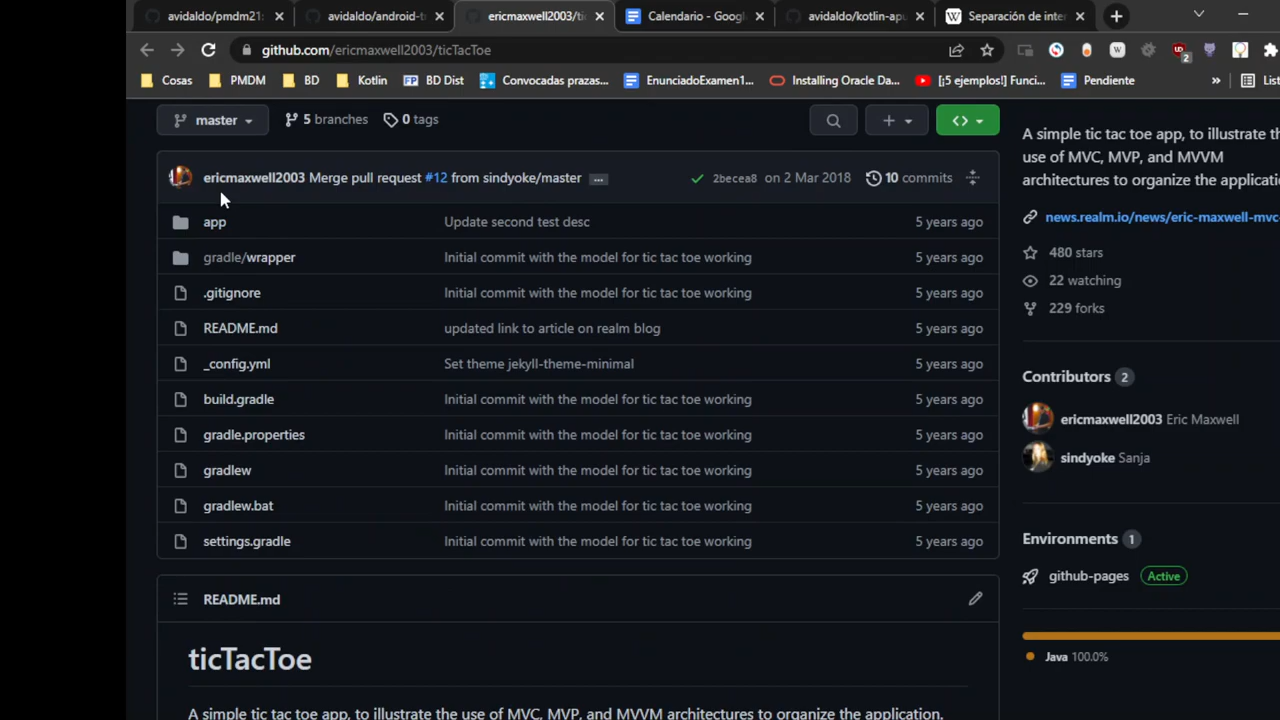 avidaldo/pmdm21
avidaldo/android-t
ericmaxwell2003/ti
Calendario - Google
avidaldo/kotlin-apu
Separación de inter
github.com/ericmaxwell2003/ticTacToe
Cosas
PMDM
BD
Kotlin
FP BD Dist
Convocadas prazas...
EnunciadoExamen1...
Installing Oracle Da...
[¡5 ejemplos!] Funci...
Pendiente
»
List
master
5 branches
0 tags
ericmaxwell2003 Merge pull request #12 from sindyoke/master ...
2becea8 on 2 Mar 2018
10 commits
app Update second test desc 5 years ago
gradle/wrapper Initial commit with the model for tic tac toe working 5 years ago
.gitignore Initial commit with the model for tic tac toe working 5 years ago
README.md updated link to article on realm blog 5 years ago
_config.yml Set theme jekyll-theme-minimal 5 years ago
build.gradle Initial commit with the model for tic tac toe working 5 years ago
gradle.properties Initial commit with the model for tic tac toe working 5 years ago
gradlew Initial commit with the model for tic tac toe working 5 years ago
gradlew.bat Initial commit with the model for tic tac toe working 5 years ago
settings.gradle Initial commit with the model for tic tac toe working 5 years ago
README.md
ticTacToe
A simple tic tac toe app, to illustrate the use of MVC, MVP, and MVVM architectures to organize the application.
A simple tic tac toe app, to illustrate the
use of MVC, MVP, and MVVM
architectures to organize the applicatio
news.realm.io/news/eric-maxwell-mvc-
480 stars
22 watching
229 forks
Contributors 2
ericmaxwell2003 Eric Maxwell
sindyoke Sanja
Environments 1
github-pages Active
Java 100.0%